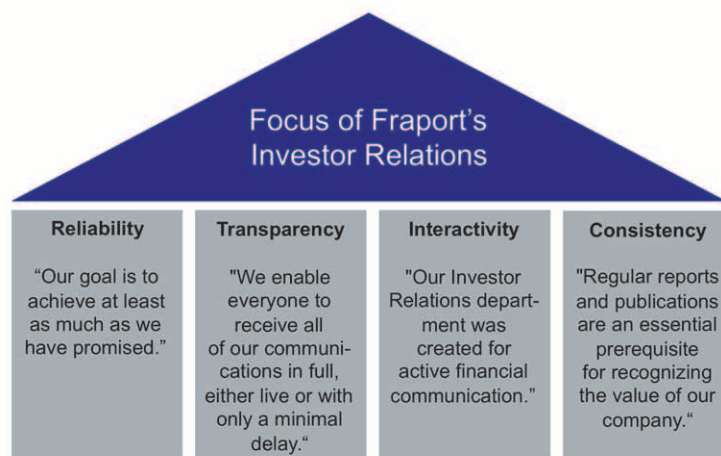 Focus of Fraport's
Investor Relations
Reliability
“Our goal is to
achieve at least
as much as we
have promised.”
Transparency
"We enable
everyone to
receive all
of our communi-
cations in full,
either live or with
only a minimal
delay.“
Interactivity
"Our Investor
Relations depart-
ment was
created for
active financial
communication.”
Consistency
"Regular reports
and publications
are an essential
prerequisite
for recognizing
the value of our
company.“